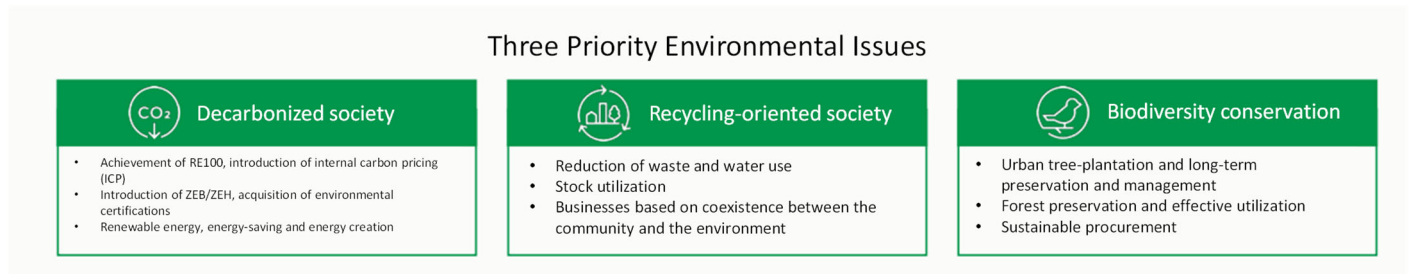 Three Priority Environmental Issues
CO₂
Decarbonized society
• Achievement of RE100, introduction of internal carbon pricing
(ICP)
• Introduction of ZEB/ZEH, acquisition of environmental
certifications
• Renewable energy, energy-saving and energy creation
Recycling-oriented society
• Reduction of waste and water use
• Stock utilization
• Businesses based on coexistence between the
community and the environment
Biodiversity conservation
• Urban tree-plantation and long-term
preservation and management
• Forest preservation and effective utilization
• Sustainable procurement